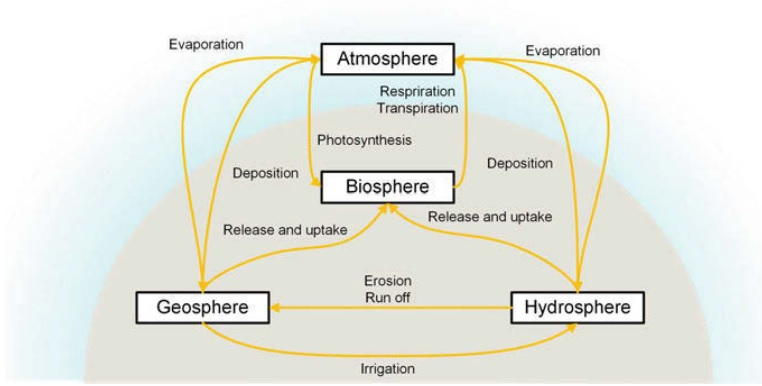 Evaporation
Atmosphere
Evaporation
Respriration
Transpiration
Photosynthesis
Deposition
Biosphere
Deposition
Release and uptake
Release and uptake
Geosphere
Erosion
Run off
Hydrosphere
Irrigation